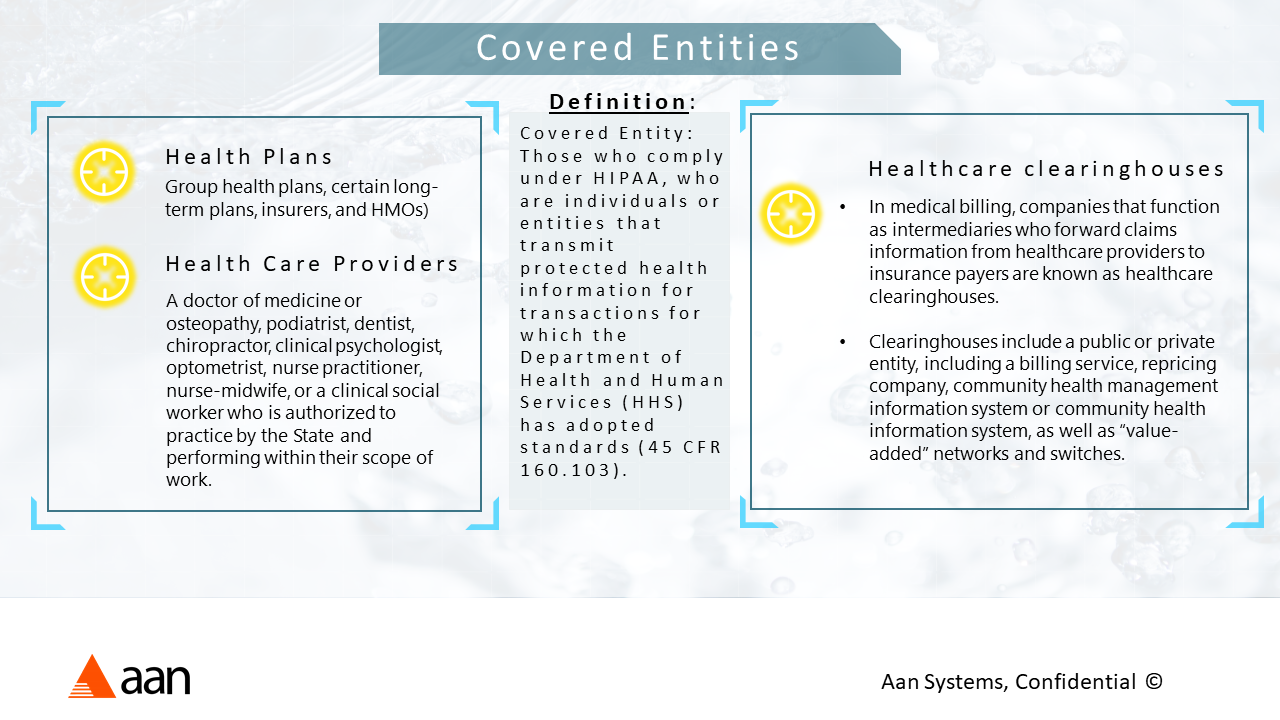 Covered Entities
Health Plans
Group health plans, certain long-
term plans, insurers, and HMOs)
Health Care Providers
A doctor of medicine or
osteopathy, podiatrist, dentist,
chiropractor, clinical psychologist,
optometrist, nurse practitioner,
nurse-midwife, or a clinical social
worker who is authorized to
practice by the State and
performing within their scope of
work.
Definition:
Covered Entity:
Those who comply
under HIPAA, who
are individuals or
entities that
transmit
protected health
information for
transactions for
which the
Department of
Health and Human
Services (HHS)
has adopted
standards (45 CFR
160.103).
Healthcare clearinghouses
• In medical billing, companies that function
as intermediaries who forward claims
information from healthcare providers to
insurance payers are known as healthcare
clearinghouses.
• Clearinghouses include a public or private
entity, including a billing service, repricing
company, community health management
information system or community health
information system, as well as “value-
added” networks and switches.
aan
Aan Systems, Confidential ©